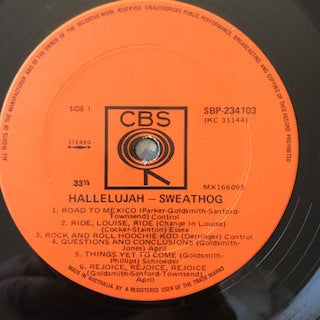 ALL RIGHTS OF THE MANUFACTURER AND OF THE OWNER OF THE RECORDED WORK RESERVED. UNAUTHORISED PUBLIC PERFORMANCE, BROADCASTING AND COPYING OF THIS RECORD PROHIBITED
CBS
SIDE 1
SBP-234103
(KC 31144)
STEREO
33⅓
MX166095
HALLELUJAH - SWEATHOG
1. ROAD TO MEXICO (Parker-Goldsmith-Sanford-
Townsend) Control
2. RIDE, LOUISE, RIDE (Change In Louise)
(Cocker-Stainton) Essex
3. ROCK AND ROLL HOOCHIE KOO (Derringer) Control
4. QUESTIONS AND CONCLUSIONS (Goldsmith-
Jones) April
5. THINGS YET TO COME (Goldsmith-
Phillips) Schroeder
6. REJOICE, REJOICE, REJOICE
(Goldsmith-Sanford-
Townsend) April
MADE IN AUSTRALIA BY A REGISTERED USER OF THE TRADE MARK